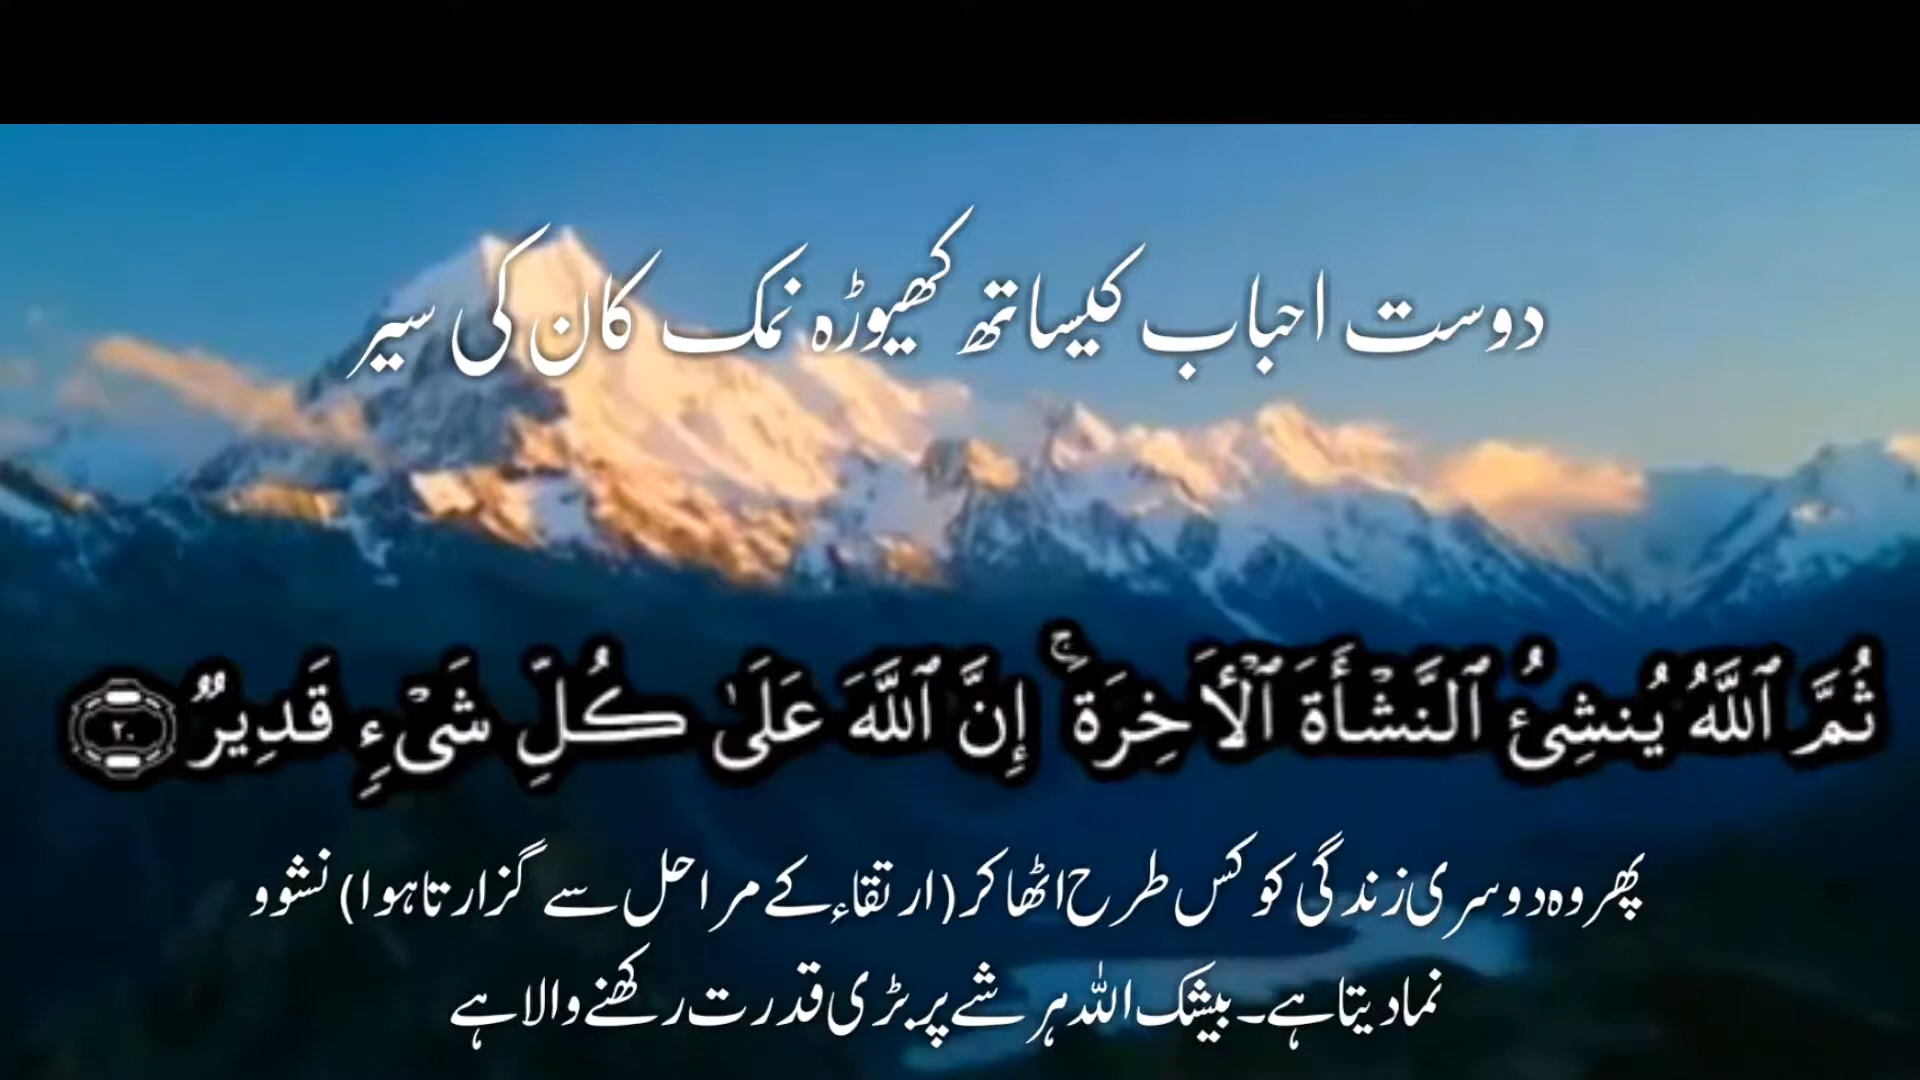 دوست احباب کیساتھ کھیوڑہ نمک کان کی سیر
ثُمَّ ٱللَّهُ يُنشِئُ ٱلنَّشْأَةَ ٱلْأَخِرَةَ ۚ إِنَّ ٱللَّهَ عَلَىٰ كُلِّ شَىْءٍ قَدِيرٌ ٢٠
پھر وہ دوسری زندگی کو کس طرح اٹھا کر (ارتقاء کے مراحل سے گزارتا ہوا) نشوو
نما دیتا ہے۔ بیشک اللہ ہر شے پر بڑی قدرت رکھنے والا ہے